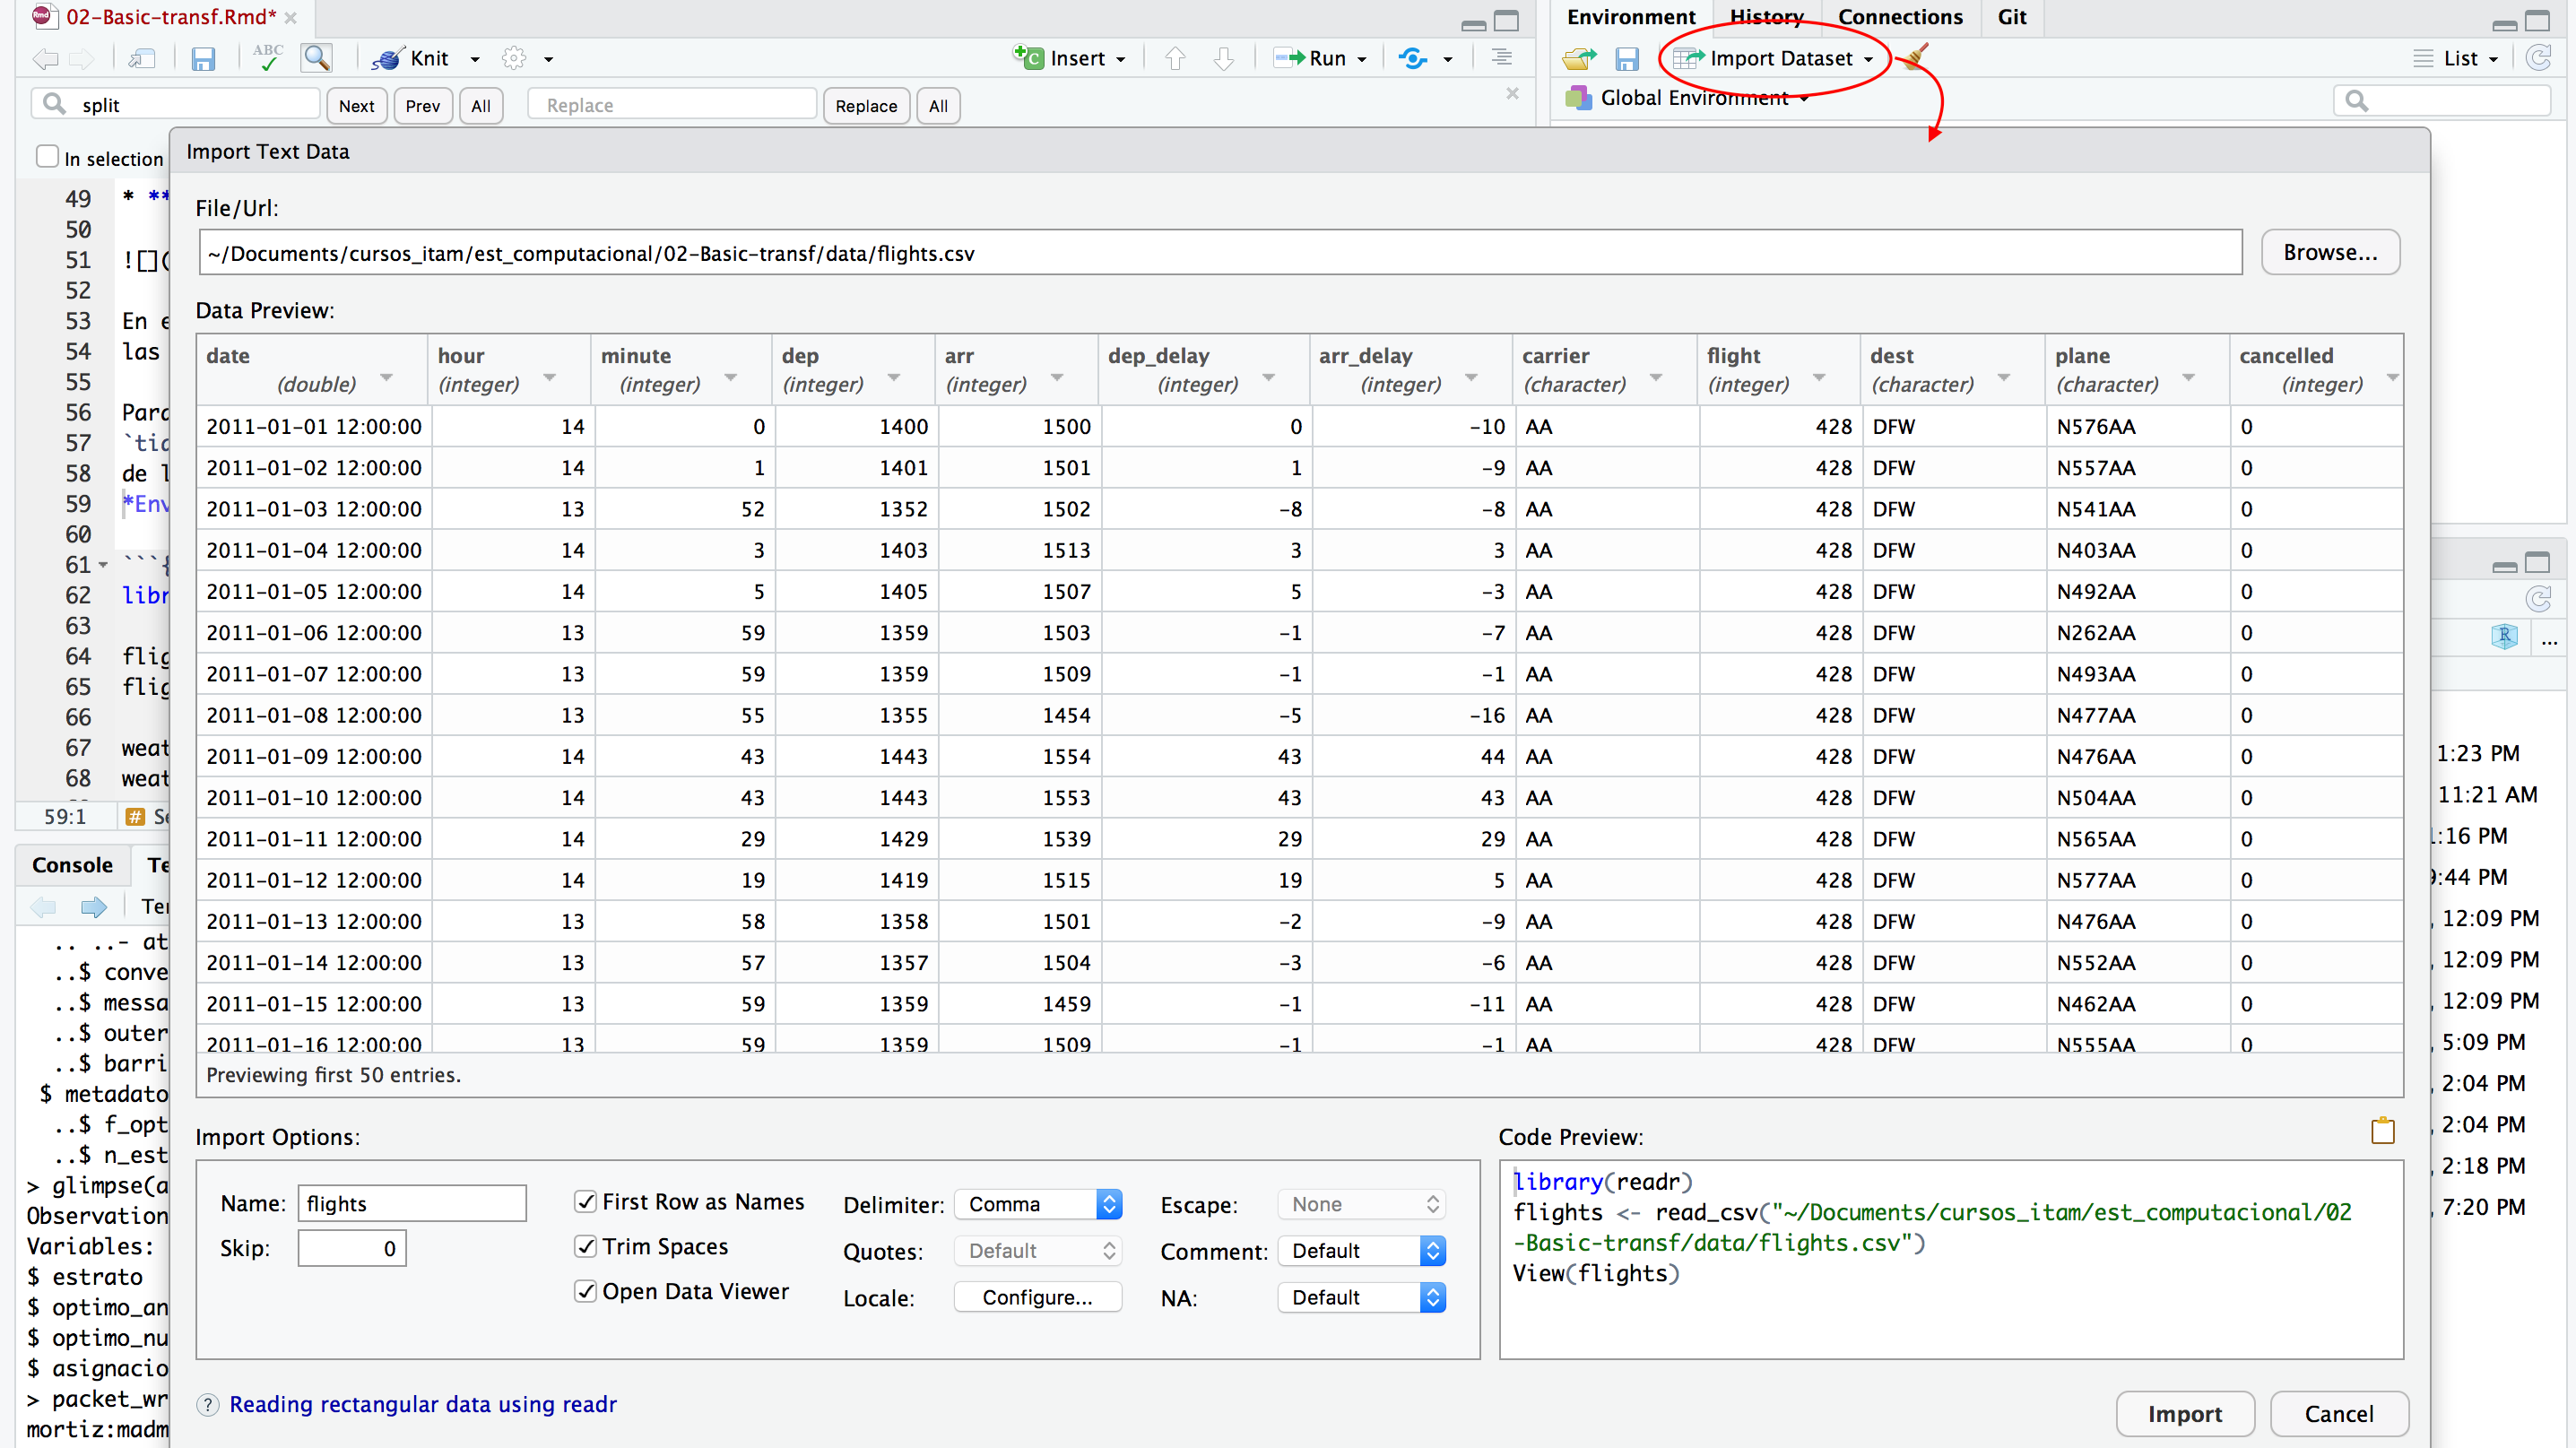 02-Basic-transf.Rmd*
Environment History Connections Git
ABC Knit Insert Run
Import Dataset List
split Next Prev All Replace Replace All
Global Environment
In selection
Import Text Data
File/Url:
~/Documents/cursos_itam/est_computacional/02-Basic-transf/data/flights.csv Browse...
Data Preview:
date (double) hour (integer) minute (integer) dep (integer) arr (integer) dep_delay (integer) arr_delay (integer) carrier (character) flight (integer) dest (character) plane (character) cancelled (integer)
2011-01-01 12:00:00 14 0 1400 1500 0 -10 AA 428 DFW N576AA 0
2011-01-02 12:00:00 14 1 1401 1501 1 -9 AA 428 DFW N557AA 0
2011-01-03 12:00:00 13 52 1352 1502 -8 -8 AA 428 DFW N541AA 0
2011-01-04 12:00:00 14 3 1403 1513 3 3 AA 428 DFW N403AA 0
2011-01-05 12:00:00 14 5 1405 1507 5 -3 AA 428 DFW N492AA 0
2011-01-06 12:00:00 13 59 1359 1503 -1 -7 AA 428 DFW N262AA 0
2011-01-07 12:00:00 13 59 1359 1509 -1 -1 AA 428 DFW N493AA 0
2011-01-08 12:00:00 13 55 1355 1454 -5 -16 AA 428 DFW N477AA 0
2011-01-09 12:00:00 14 43 1443 1554 43 44 AA 428 DFW N476AA 0
2011-01-10 12:00:00 14 43 1443 1553 43 43 AA 428 DFW N504AA 0
2011-01-11 12:00:00 14 29 1429 1539 29 29 AA 428 DFW N565AA 0
2011-01-12 12:00:00 14 19 1419 1515 19 5 AA 428 DFW N577AA 0
2011-01-13 12:00:00 13 58 1358 1501 -2 -9 AA 428 DFW N476AA 0
2011-01-14 12:00:00 13 57 1357 1504 -3 -6 AA 428 DFW N552AA 0
2011-01-15 12:00:00 13 59 1359 1459 -1 -11 AA 428 DFW N462AA 0
2011-01-16 12:00:00 13 59 1359 1509 -1 -1 AA 428 DFW N555AA 0
Previewing first 50 entries.
Import Options:
Name: flights
Skip: 0
First Row as Names
Trim Spaces
Open Data Viewer
Delimiter: Comma
Quotes: Default
Locale: Configure...
Escape: None
Comment: Default
NA: Default
Code Preview:
library(readr)
flights <- read_csv("~/Documents/cursos_itam/est_computacional/02
-Basic-transf/data/flights.csv")
View(flights)
Reading rectangular data using readr
Import Cancel
49 * **
50
51 ![](
52
53 En
54 las
55
56
57
58 de
59 *Env
60
61 ```{
62 libr
63
64 flig
65 flig
66
67 weat
68 weat
59:1
Console
.. ..- at
..$ conve
..$ messa
..$ outer
..$ barri
$ metadato
..$ f_opt
..$ n_est
> glimpse(a
Observation
Variables:
$ estrato
$ optimo_an
$ optimo_nu
$ asignacio
> packet_wr
mortiz:madm
R ...
1:23 PM
11:21 AM
:16 PM
:44 PM
, 12:09 PM
, 12:09 PM
, 12:09 PM
, 5:09 PM
, 2:04 PM
, 2:04 PM
, 2:18 PM
, 7:20 PM